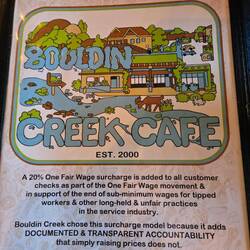 BOULDIN
CREEK CAFE
EST. 2000
A 20% One Fair Wage surcharge is added to all customer
checks as part of the One Fair Wage movement &
in support of the end of sub-minimum wages for tipped
workers & other long-held & unfair practices
in the service industry.
Bouldin Creek chose this surcharge model because it adds
DOCUMENTED & TRANSPARENT ACCOUNTABILITY
that simply raising prices does not.